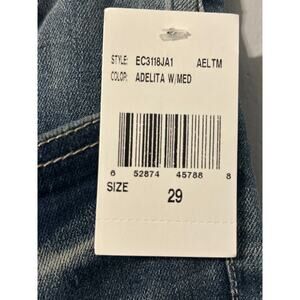 STYLE: EC3118JA1 AELTM
COLOR: ADELITA W/MED
6 52874 45788 8
SIZE 29